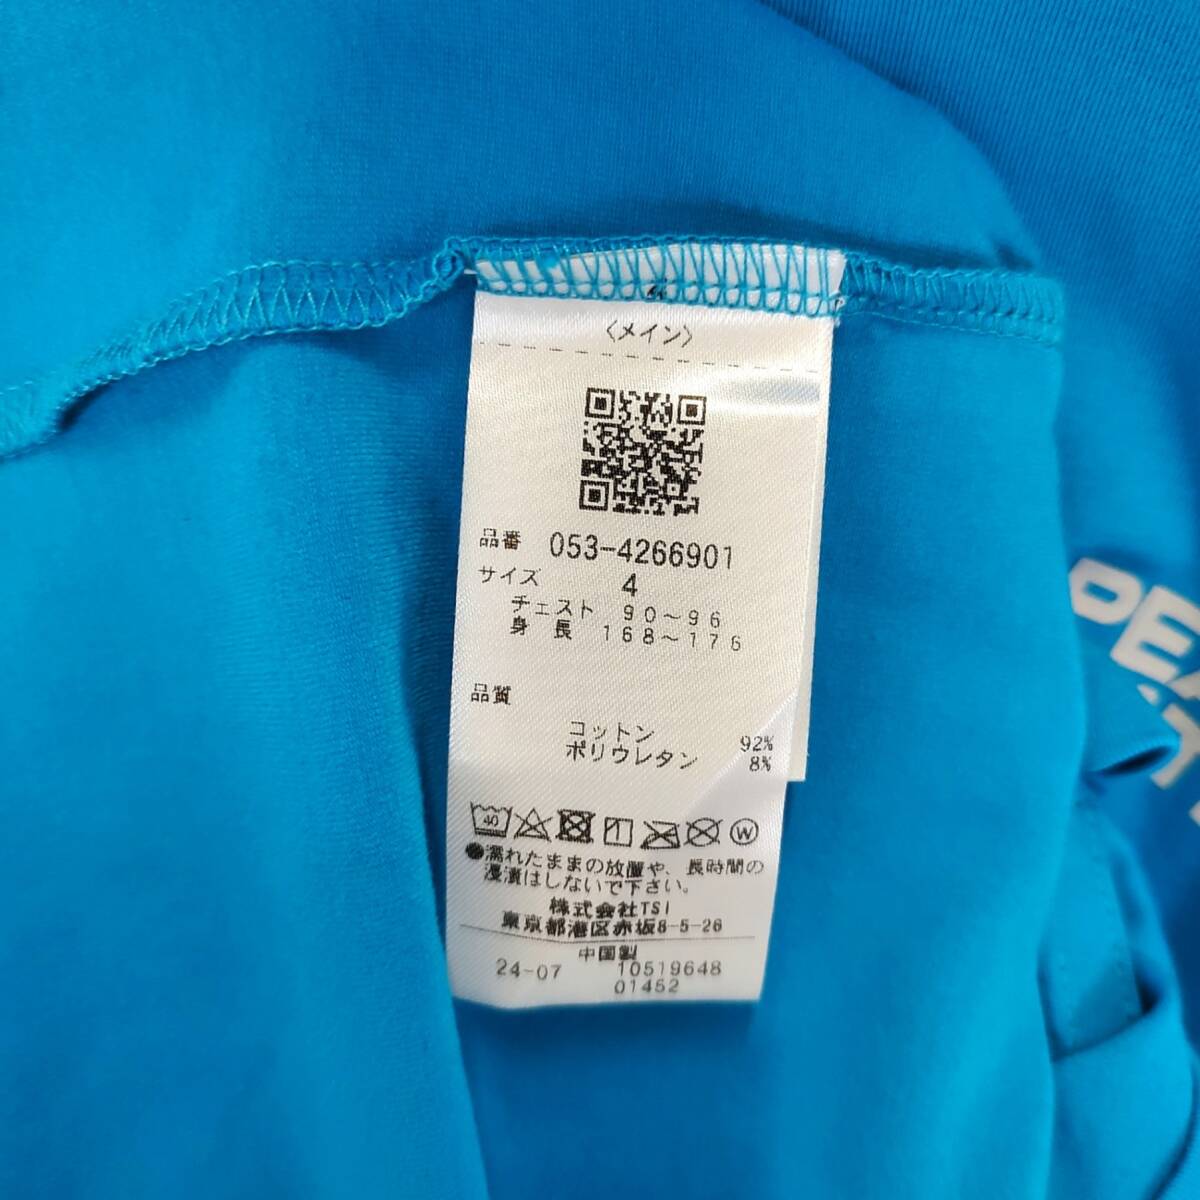 〈メイン〉
品番 053-4266901
サイズ 4
チェスト 90～96
身長 168～176
品質
コットン 92%
ポリウレタン 8%
40 W
●濡れたままの放置や、長時間の
浸漬はしないで下さい。
株式会社TSI
東京都港区赤坂8-5-26
中国製
24-07 10519648
01452